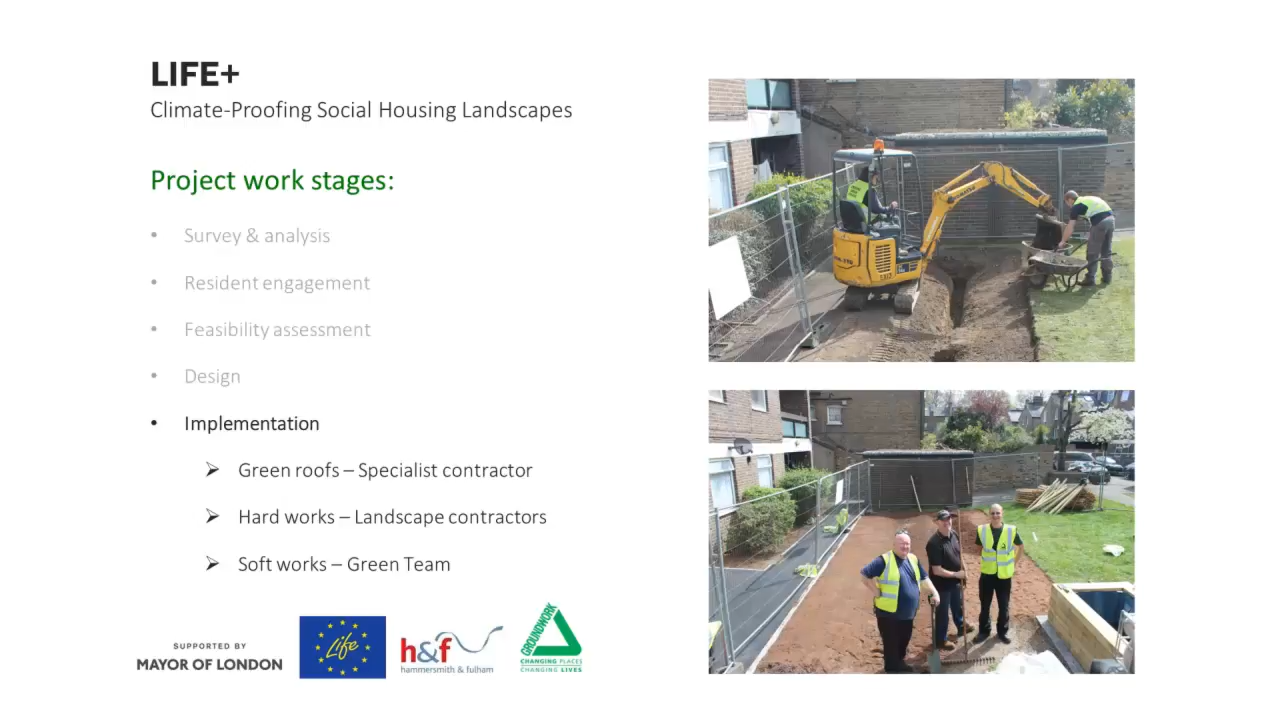 LIFE+
Climate-Proofing Social Housing Landscapes
Project work stages:
• Survey & analysis
• Resident engagement
• Feasibility assessment
• Design
• Implementation
➢ Green roofs – Specialist contractor
➢ Hard works – Landscape contractors
➢ Soft works – Green Team
SUPPORTED BY
MAYOR OF LONDON
Life
h&f
hammersmith & fulham
GROUNDWORK
CHANGING PLACES
CHANGING LIVES